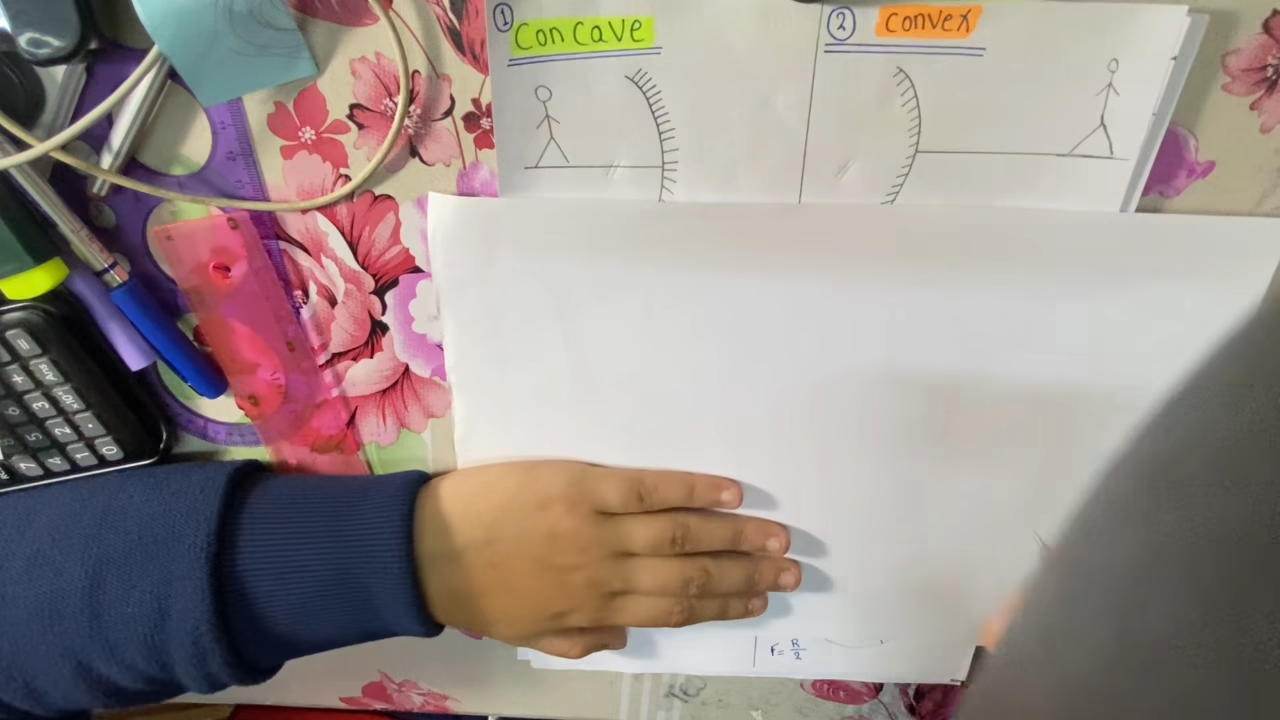 ① Concave
② Convex
F = R/2